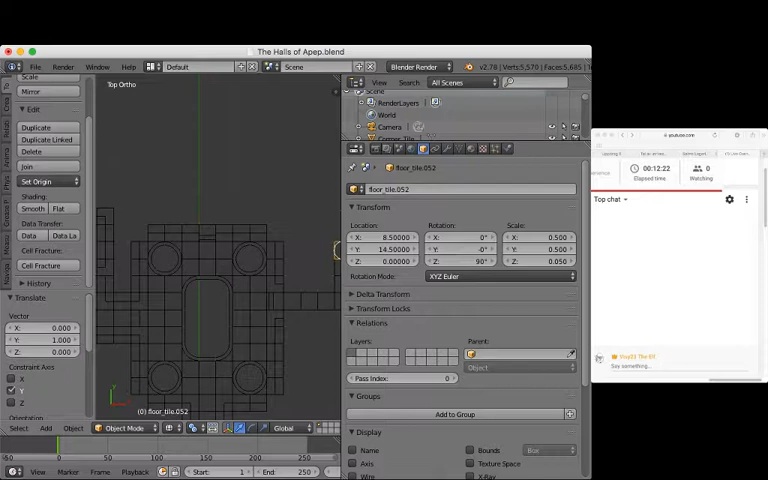 The Halls of Apep.blend
File Render Window Help Default Scene Blender Render v2.78 | Verts:5,570 | Faces:5,685
Scale
Mirror
Edit
Duplicate
Duplicate Linked
Delete
Join
Set Origin
Shading:
Smooth Flat
Data Transfer:
Data Data La
Cell Fracture:
Cell Fracture
History
Translate
Vector
X: 0.000
Y: 1.000
Z: 0.000
Constraint Axis
X
Y
Z
Orientation
Top Ortho
(0) floor_tile.052
Select Add Object Object Mode Global
-50 0 50 100 150 200 250
View Marker Frame Playback Start: 1 End: 250
View Search All Scenes
Scene
RenderLayers
World
Camera
floor_tile.052
floor_tile.052
Transform
Location: Rotation: Scale:
X: 8.50000 X: 0° X: 0.500
Y: 14.50000 Y: -0° Y: 0.500
Z: 0.00000 Z: 90° Z: 0.050
Rotation Mode: XYZ Euler
Delta Transform
Transform Locks
Relations
Layers: Parent:
Object
Pass Index: 0
Groups
Add to Group
Display
Name Bounds Box
Axis Texture Space
Wire X-Ray
youtube.com
00:12:22 0
Elapsed time Watching
Top chat
Say something...